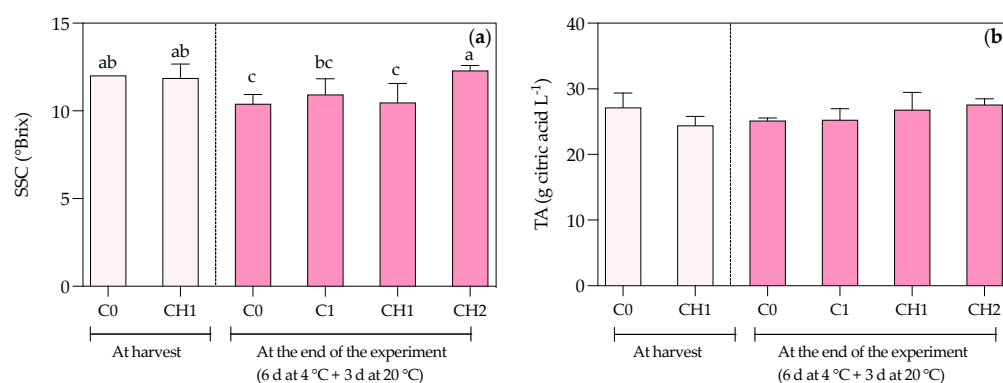 (a)
SSC (°Brix)
15
10
5
0
ab
ab
c
bc
c
a
C0
CH1
C0
C1
CH1
CH2
At harvest
At the end of the experiment
(6 d at 4 °C + 3 d at 20 °C)
(b
TA (g citric acid L⁻¹)
40
30
20
10
0
C0
CH1
C0
C1
CH1
CH2
At harvest
At the end of the experiment
(6 d at 4 °C + 3 d at 20 °C)